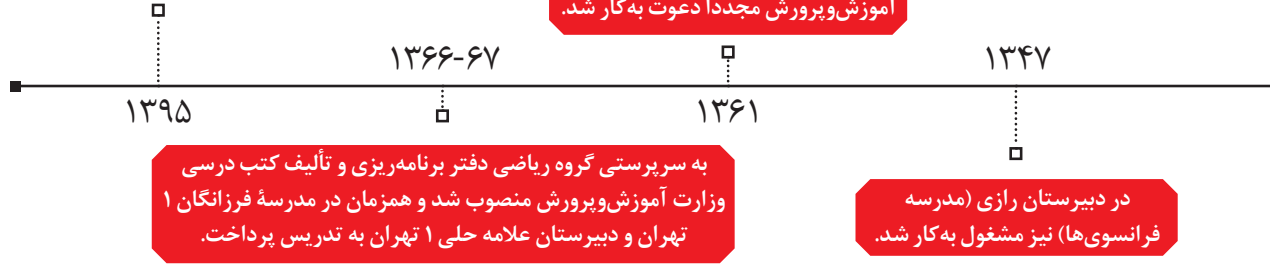 آموزش‌وپرورش مجدداً دعوت به‌کار شد.
۱۳۴۷
در دبیرستان رازی (مدرسه
فرانسوی‌ها) نیز مشغول به‌کار شد.
۱۳۶۱
۱۳۶۶-۶۷
به سرپرستی گروه ریاضی دفتر برنامه‌ریزی و تألیف کتب درسی
وزارت آموزش‌وپرورش منصوب شد و همزمان در مدرسهٔ فرزانگان ۱
تهران و دبیرستان علامه حلی ۱ تهران به تدریس پرداخت.
۱۳۹۵